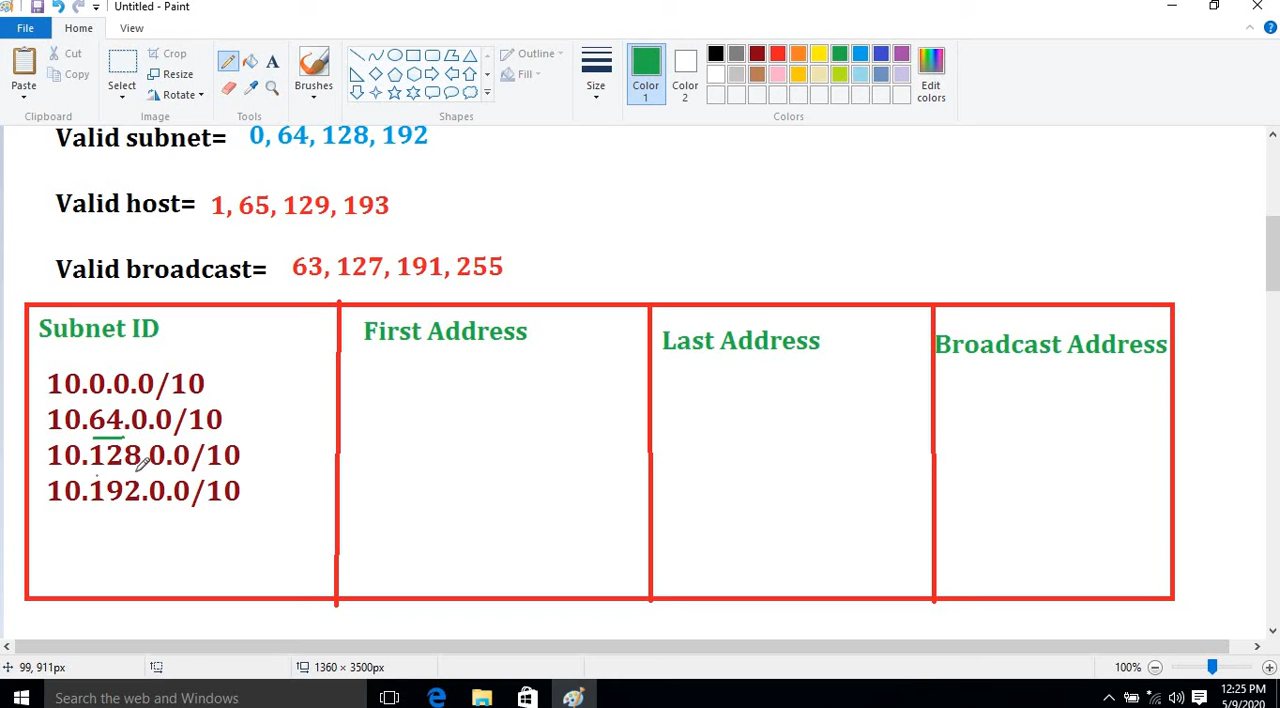 Untitled - Paint
File Home View
Paste
Cut
Copy
Clipboard
Select
Crop
Resize
Rotate
Image
A
Tools
Brushes
Outline
Fill
Shapes
Size
Color 1
Color 2
Edit colors
Colors
Valid subnet= 0, 64, 128, 192
Valid host= 1, 65, 129, 193
Valid broadcast= 63, 127, 191, 255
Subnet ID First Address Last Address Broadcast Address
10.0.0.0/10
10.64.0.0/10
10.128.0.0/10
10.192.0.0/10
99, 911px 1360 × 3500px 100%
Search the web and Windows
12:25 PM
5/9/2020